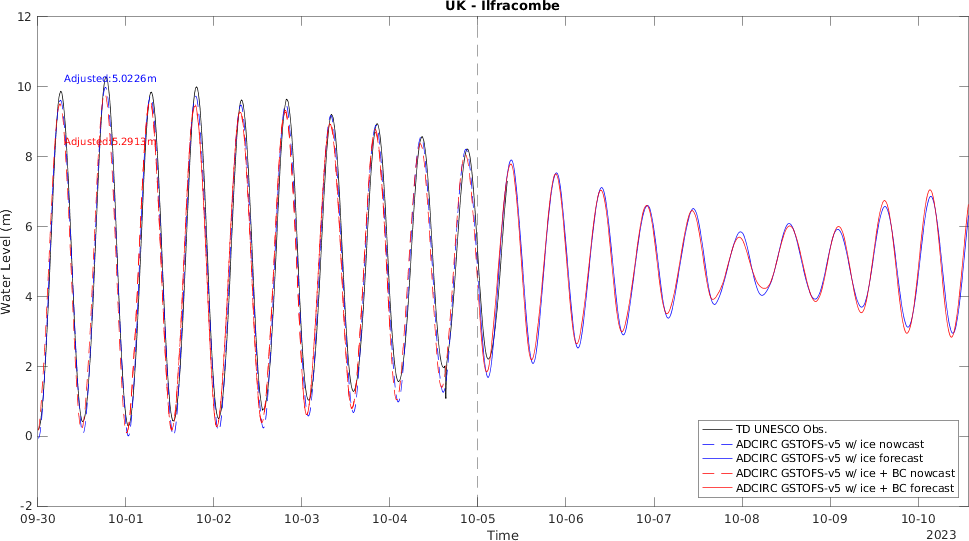 UK - Ilfracombe
12
10
8
6
4
2
0
-2
Water Level (m)
Adjusted:5.0226m
Adjusted:5.2913m
TD UNESCO Obs.
ADCIRC GSTOFS-v5 w/ ice nowcast
ADCIRC GSTOFS-v5 w/ ice forecast
ADCIRC GSTOFS-v5 w/ ice + BC nowcast
ADCIRC GSTOFS-v5 w/ ice + BC forecast
09-30 10-01 10-02 10-03 10-04 10-05 10-06 10-07 10-08 10-09 10-10
Time
2023